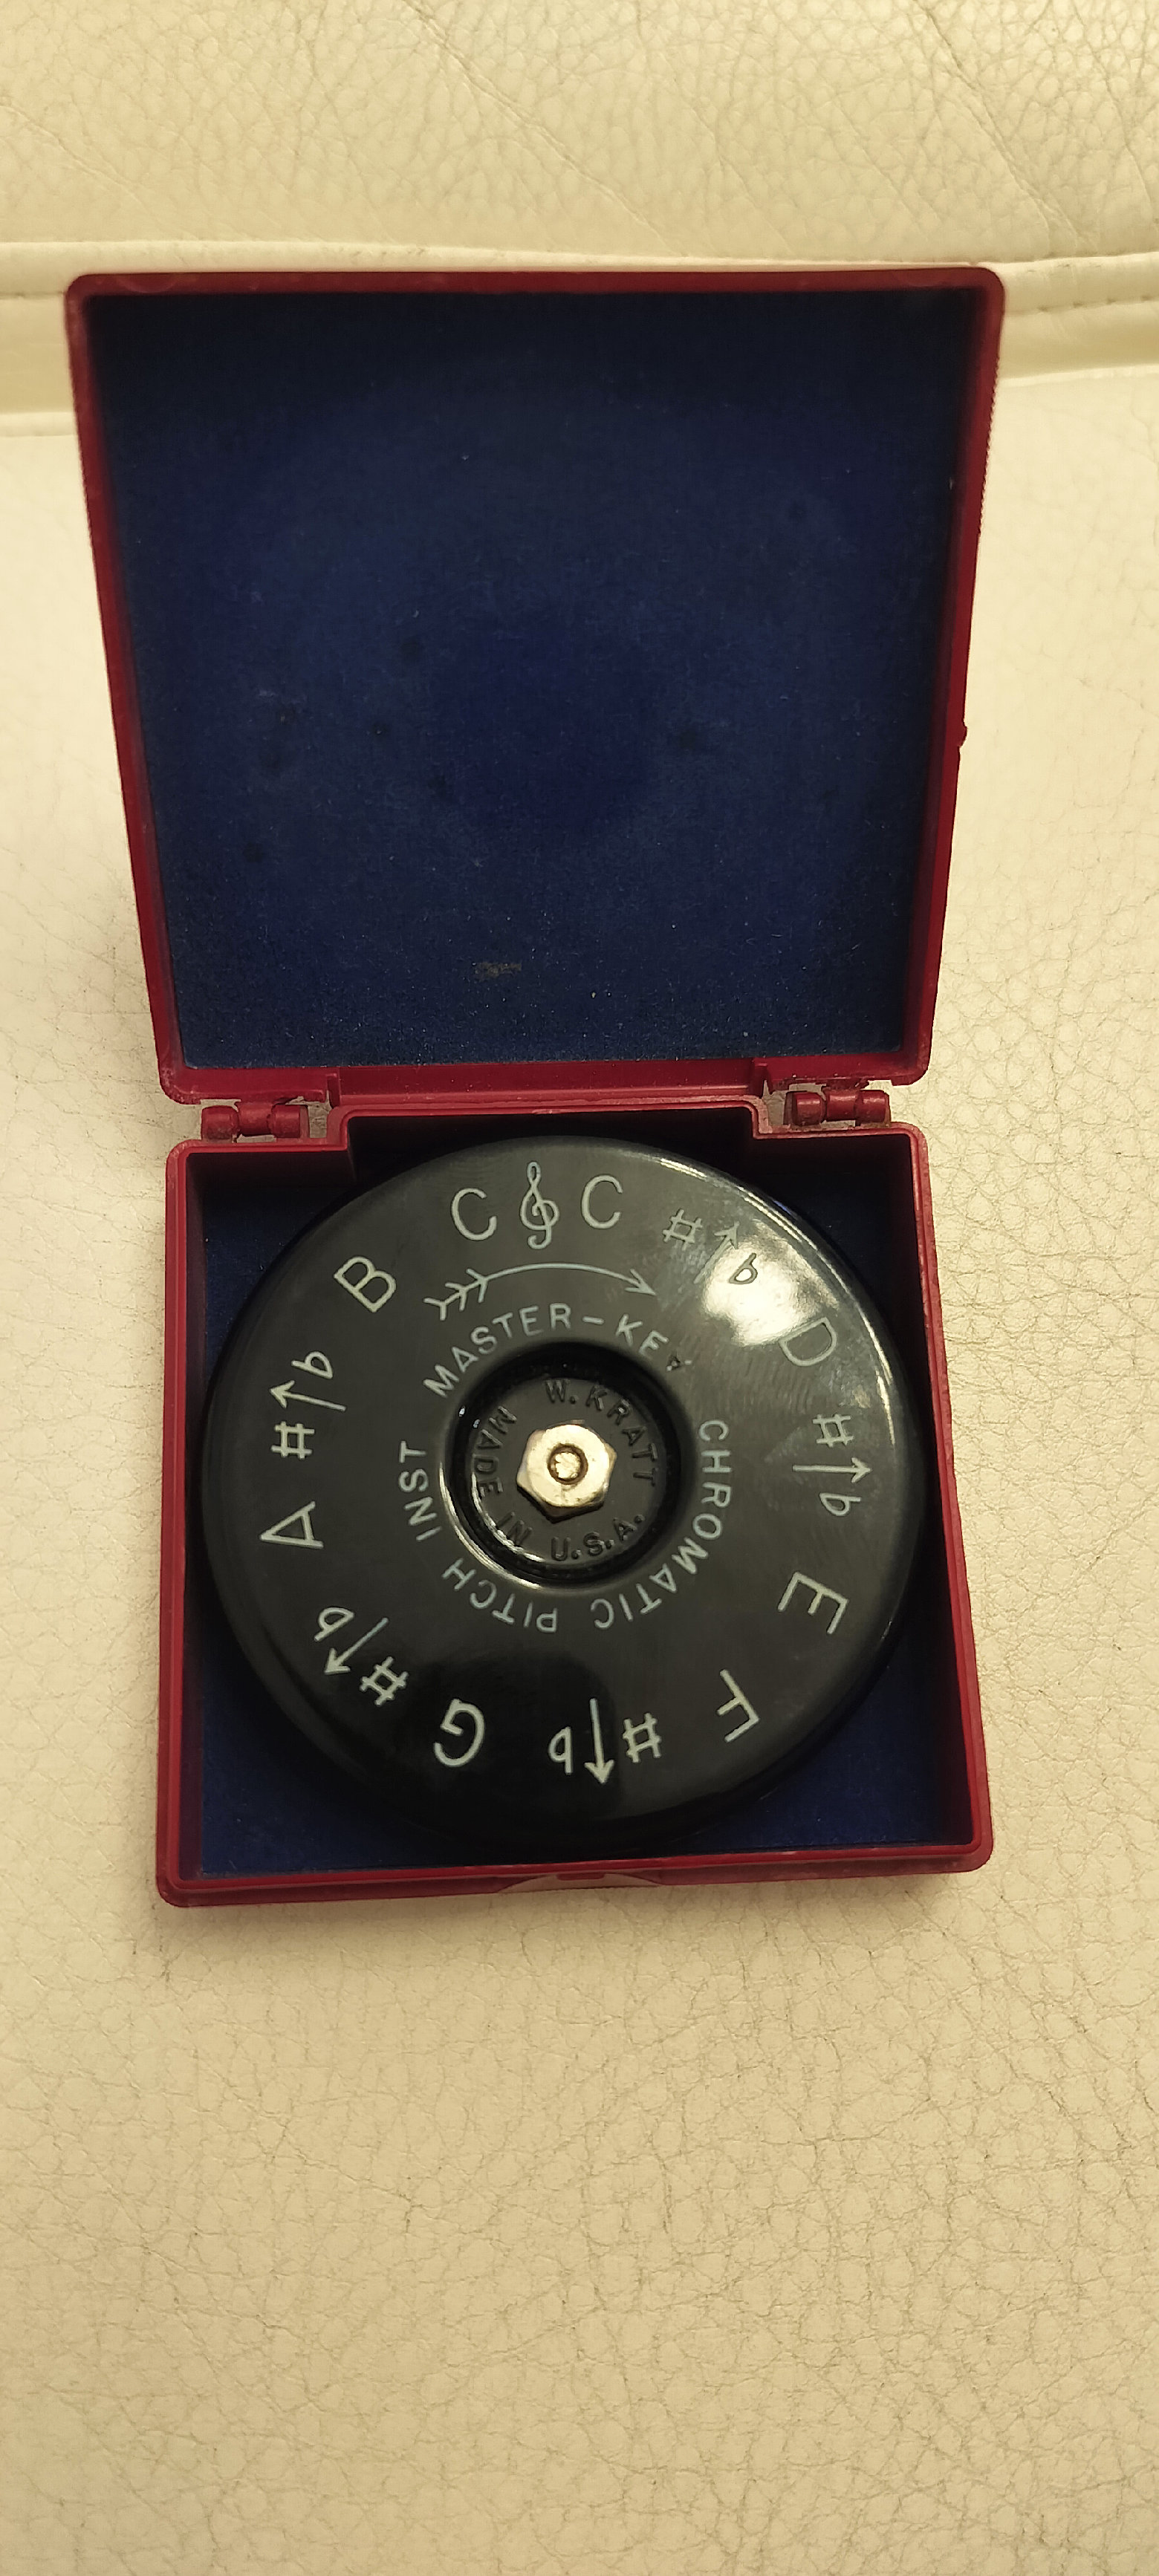 C 𝄞 C
#↑b
D
#↑b
E
F
#↑b
G
#↑b
A
#↑b
B
MASTER-KEY
CHROMATIC PITCH INST
W. KRATT
MADE IN U.S.A.